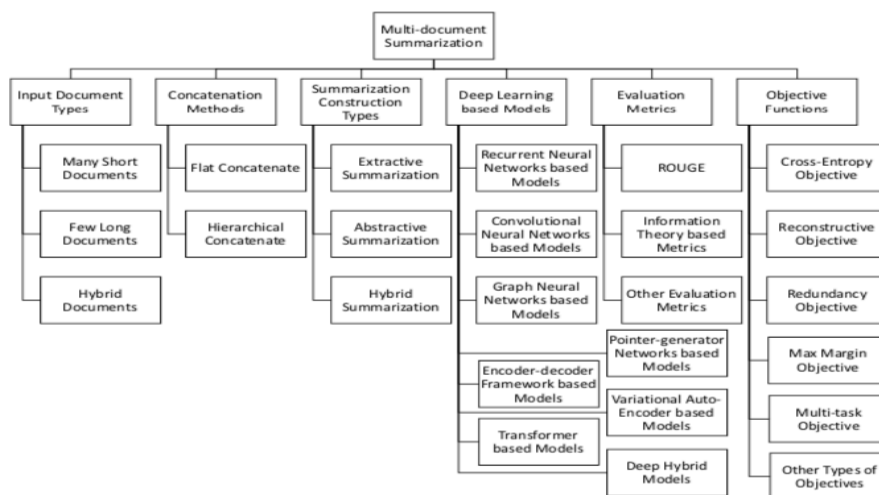 Multi-document
Summarization
Input Document
Types
Concatenation
Methods
Summarization
Construction
Types
Deep Learning
based Models
Evaluation
Metrics
Objective
Functions
Many Short
Documents
Few Long
Documents
Hybrid
Documents
Flat Concatenate
Hierarchical
Concatenate
Extractive
Summarization
Abstractive
Summarization
Hybrid
Summarization
Recurrent Neural
Networks based
Models
Convolutional
Neural Networks
based Models
Graph Neural
Networks based
Models
Pointer-generator
Networks based
Models
Encoder-decoder
Framework based
Models
Variational Auto-
Encoder based
Models
Transformer
based Models
Deep Hybrid
Models
ROUGE
Information
Theory based
Metrics
Other Evaluation
Metrics
Cross-Entropy
Objective
Reconstructive
Objective
Redundancy
Objective
Max Margin
Objective
Multi-task
Objective
Other Types of
Objectives